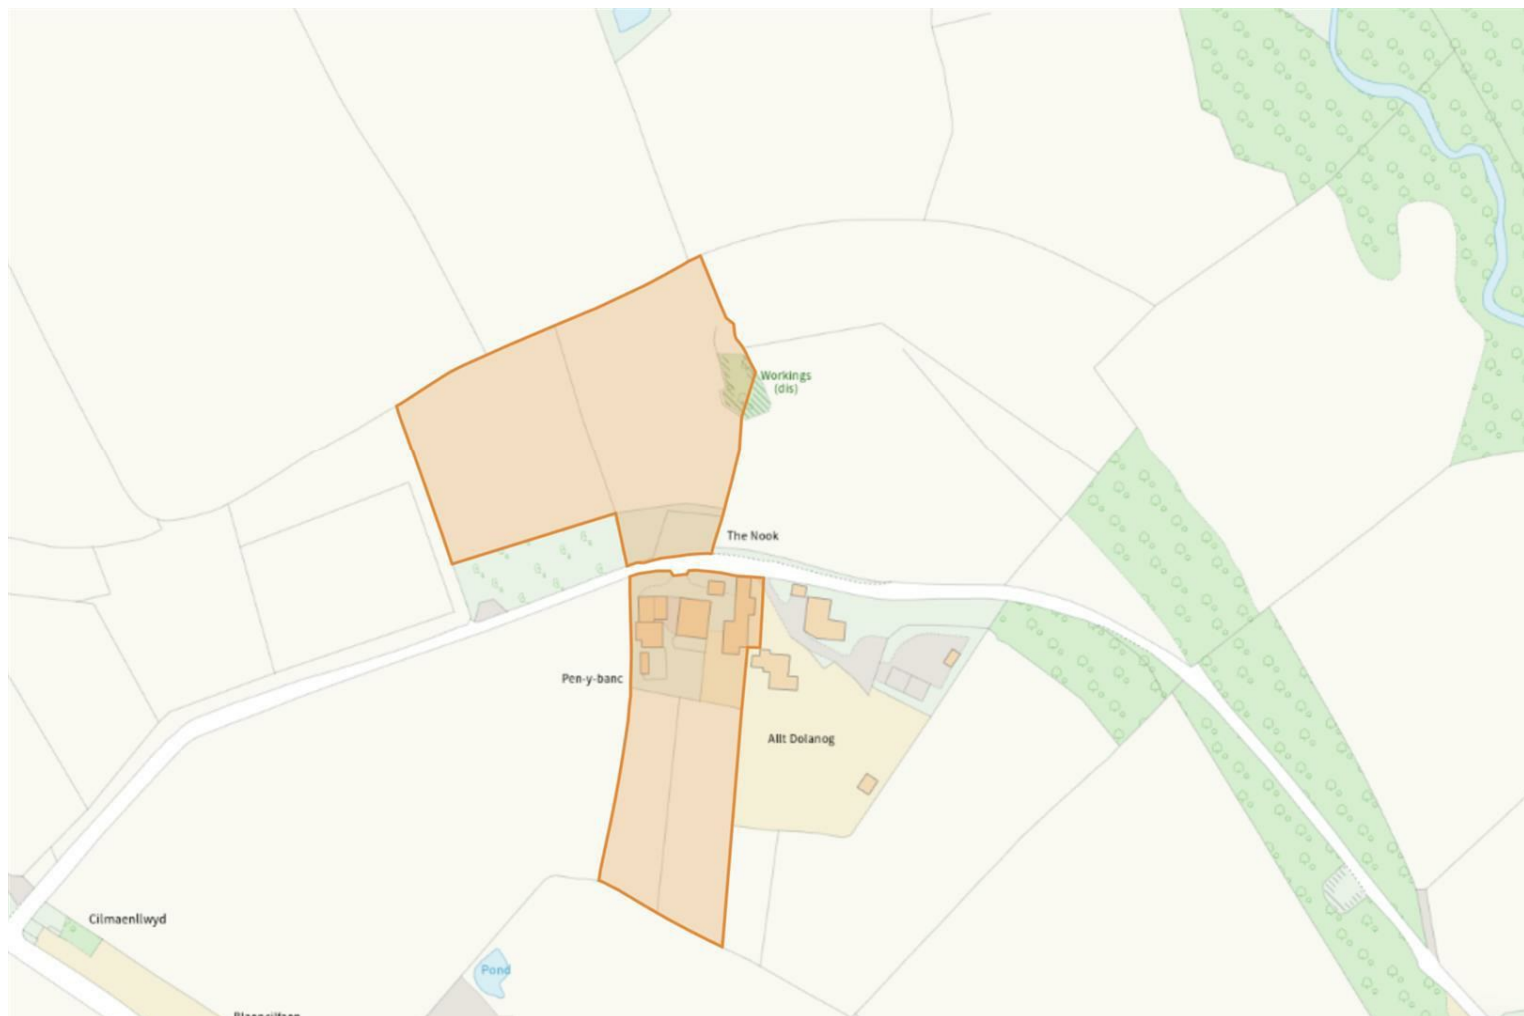 Workings
(dis)
The Nook
Pen-y-banc
Allt Dolanog
Cilmaenllwyd
Pond